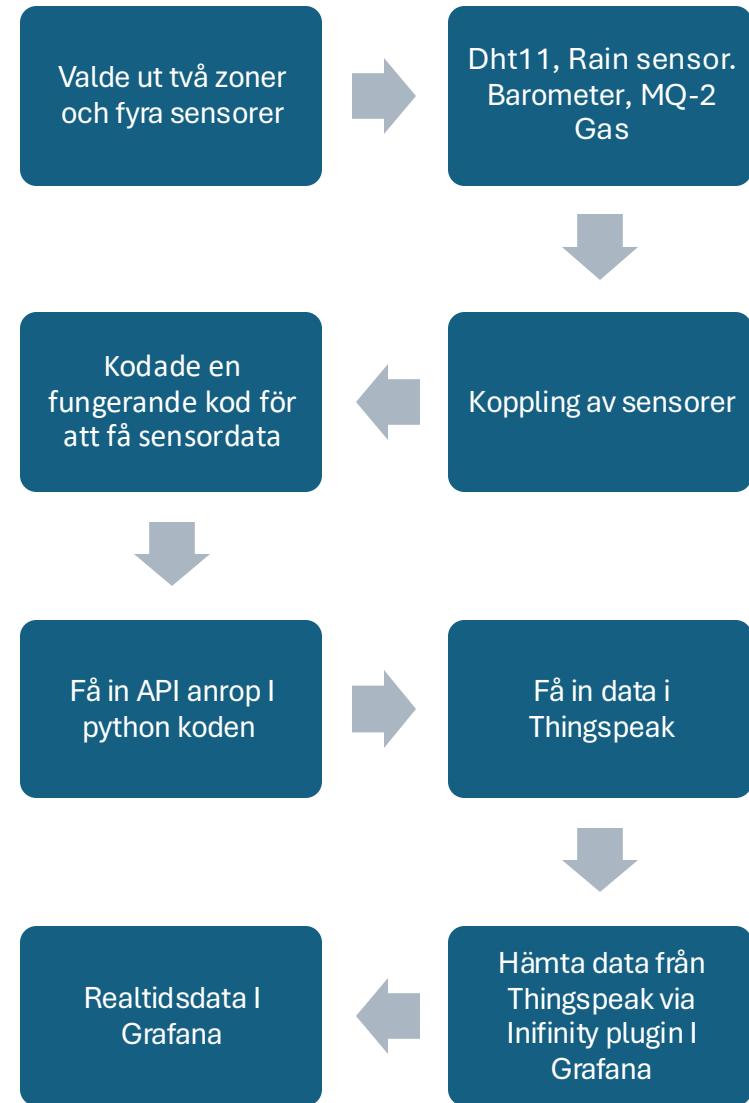 Valde ut två zoner
och fyra sensorer
Dht11, Rain sensor.
Barometer, MQ-2
Gas
Koppling av sensorer
Kodade en
fungerande kod för
att få sensordata
Få in API anrop I
python koden
Få in data i
Thingspeak
Hämta data från
Thingspeak via
Inifinity plugin I
Grafana
Realtidsdata I
Grafana